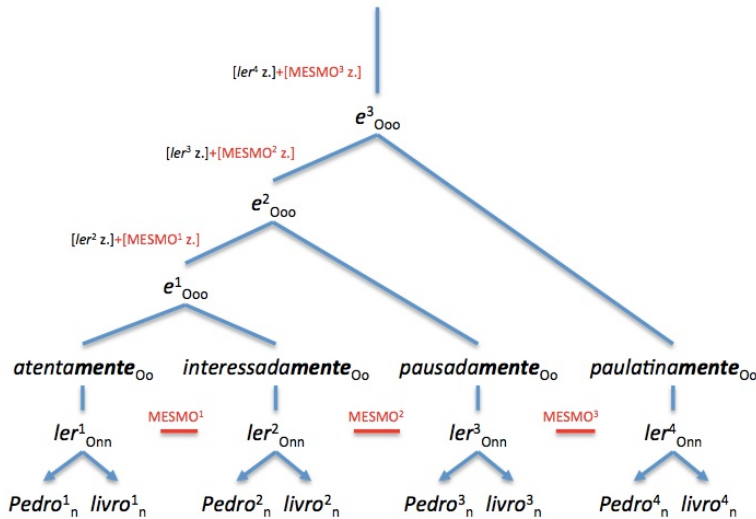 [ler⁴ z.]+[MESMO³ z.]
e³Ooo
[ler³ z.]+[MESMO² z.]
e²Ooo
[ler² z.]+[MESMO¹ z.]
e¹Ooo
atentamenteOo interessadamenteOo pausadamenteOo paulatinamenteOo
MESMO¹ MESMO² MESMO³
ler¹Onn ler²Onn ler³Onn ler⁴Onn
Pedro¹n livro¹n Pedro²n livro²n Pedro³n livro³n Pedro⁴n livro⁴n